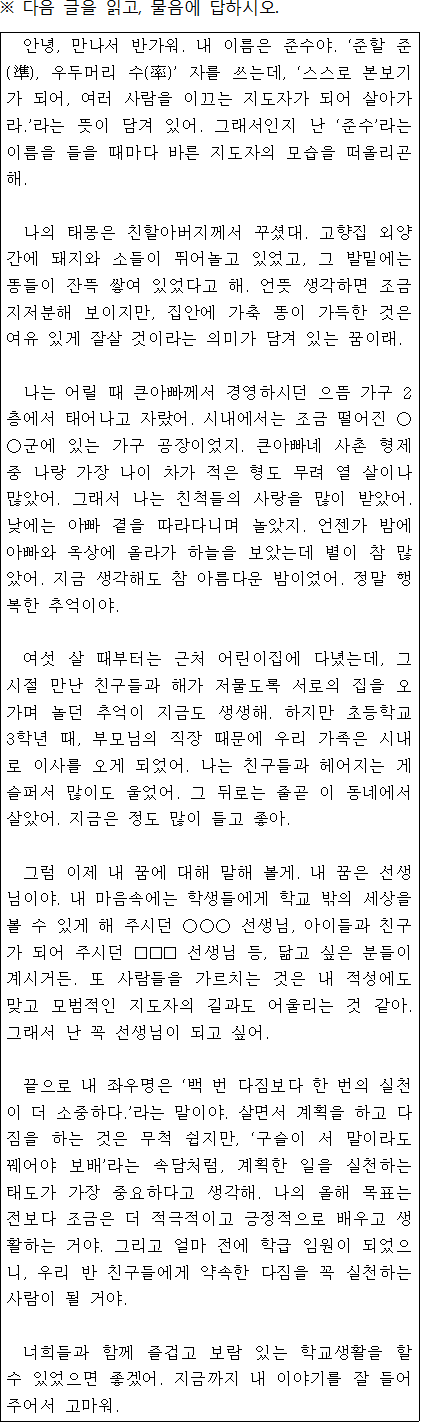 ※ 다음 글을 읽고, 물음에 답하시오.
안녕, 만나서 반가워. 내 이름은 준수야. ‘준할 준
(準), 우두머리 수(率)’ 자를 쓰는데, ‘스스로 본보기
가 되어, 여러 사람을 이끄는 지도자가 되어 살아가
라.’라는 뜻이 담겨 있어. 그래서인지 난 ‘준수’라는
이름을 들을 때마다 바른 지도자의 모습을 떠올리곤
해.
나의 태몽은 친할아버지께서 꾸셨대. 고향집 외양
간에 돼지와 소들이 뛰어놀고 있었고, 그 발밑에는
똥들이 잔뜩 쌓여 있었다고 해. 언뜻 생각하면 조금
지저분해 보이지만, 집안에 가축 똥이 가득한 것은
여유 있게 잘살 것이라는 의미가 담겨 있는 꿈이래.
나는 어릴 때 큰아빠께서 경영하시던 으뜸 가구 2
층에서 태어나고 자랐어. 시내에서는 조금 떨어진 ○
○군에 있는 가구 공장이었지. 큰아빠네 사촌 형제
중 나랑 가장 나이 차가 적은 형도 무려 열 살이나
많았어. 그래서 나는 친척들의 사랑을 많이 받았어.
낮에는 아빠 곁을 따라다니며 놀았지. 언젠가 밤에
아빠와 옥상에 올라가 하늘을 보았는데 별이 참 많
았어. 지금 생각해도 참 아름다운 밤이었어. 정말 행
복한 추억이야.
여섯 살 때부터는 근처 어린이집에 다녔는데, 그
시절 만난 친구들과 해가 저물도록 서로의 집을 오
가며 놀던 추억이 지금도 생생해. 하지만 초등학교
3학년 때, 부모님의 직장 때문에 우리 가족은 시내
로 이사를 오게 되었어. 나는 친구들과 헤어지는 게
슬퍼서 많이도 울었어. 그 뒤로는 줄곧 이 동네에서
살았어. 지금은 정도 많이 들고 좋아.
그럼 이제 내 꿈에 대해 말해 볼게. 내 꿈은 선생
님이야. 내 마음속에는 학생들에게 학교 밖의 세상을
볼 수 있게 해 주시던 ○○○ 선생님, 아이들과 친구
가 되어 주시던 □□□ 선생님 등, 닮고 싶은 분들이
계시거든. 또 사람들을 가르치는 것은 내 적성에도
맞고 모범적인 지도자의 길과도 어울리는 것 같아.
그래서 난 꼭 선생님이 되고 싶어.
끝으로 내 좌우명은 ‘백 번 다짐보다 한 번의 실천
이 더 소중하다.’라는 말이야. 살면서 계획을 하고 다
짐을 하는 것은 무척 쉽지만, ‘구슬이 서 말이라도
꿰어야 보배’라는 속담처럼, 계획한 일을 실천하는
태도가 가장 중요하다고 생각해. 나의 올해 목표는
전보다 조금은 더 적극적이고 긍정적으로 배우고 생
활하는 거야. 그리고 얼마 전에 학급 임원이 되었으
니, 우리 반 친구들에게 약속한 다짐을 꼭 실천하는
사람이 될 거야.
너희들과 함께 즐겁고 보람 있는 학교생활을 할
수 있었으면 좋겠어. 지금까지 내 이야기를 잘 들어
주어서 고마워.